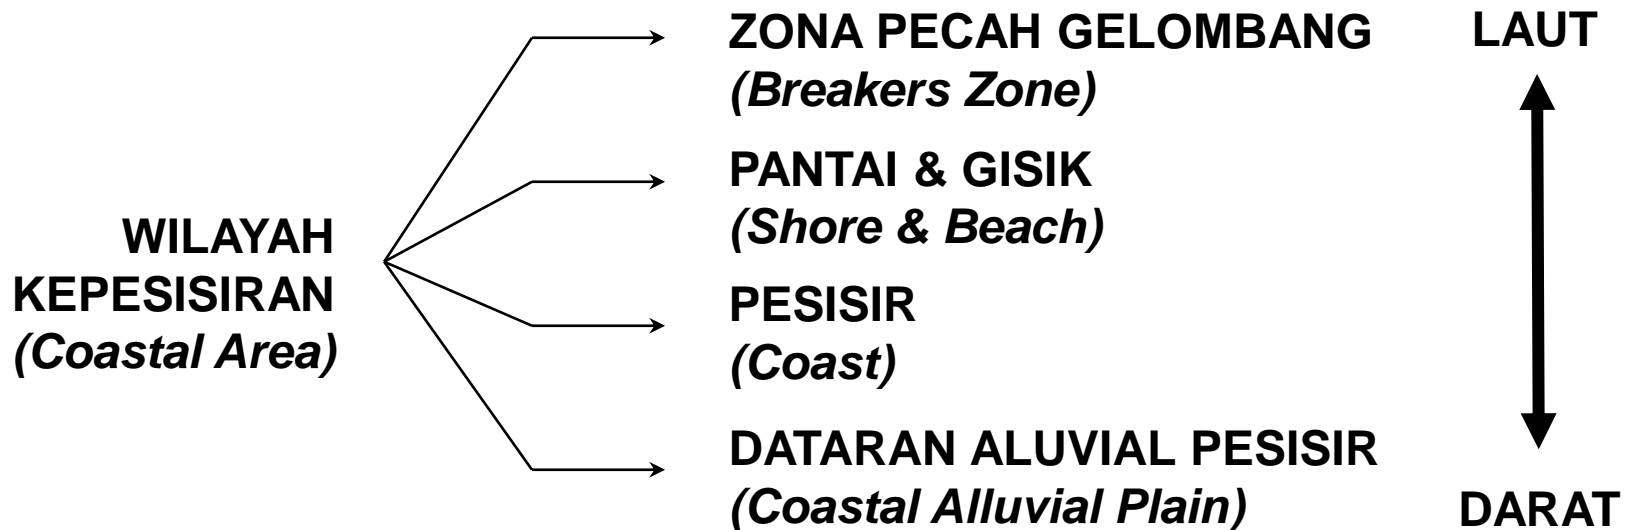 WILAYAH
KEPESISIRAN
(Coastal Area)
ZONA PECAH GELOMBANG
(Breakers Zone)
PANTAI & GISIK
(Shore & Beach)
PESISIR
(Coast)
DATARAN ALUVIAL PESISIR
(Coastal Alluvial Plain)
LAUT
DARAT